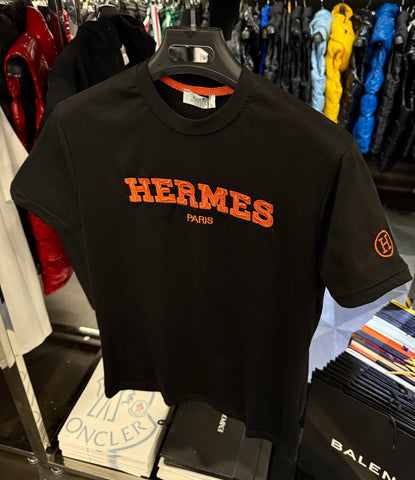 HERMES
PARIS
H
ONCLER
BALEN